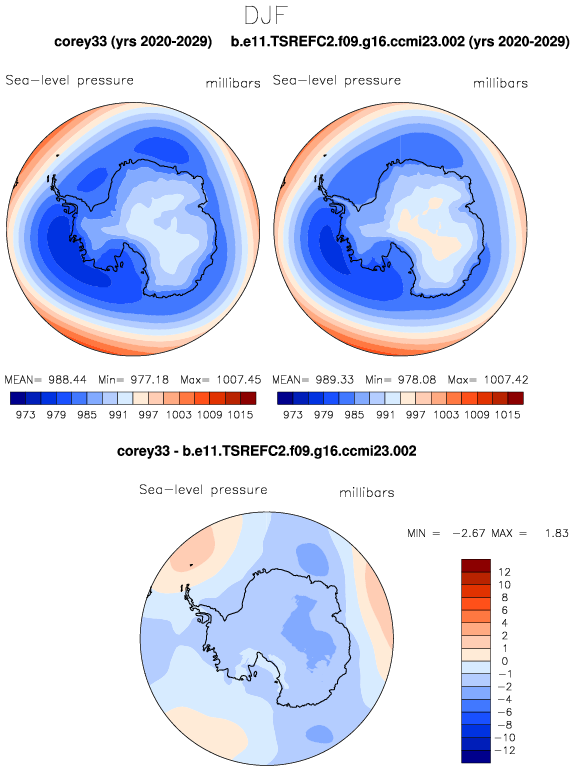 DJF
corey33 (yrs 2020-2029) b.e11.TSREFC2.f09.g16.ccmi23.002 (yrs 2020-2029)
Sea-level pressure millibars Sea-level pressure millibars
MEAN= 988.44 Min= 977.18 Max= 1007.45 MEAN= 989.33 Min= 978.08 Max= 1007.42
973 979 985 991 997 1003 1009 1015 973 979 985 991 997 1003 1009 1015
corey33 - b.e11.TSREFC2.f09.g16.ccmi23.002
Sea-level pressure millibars
MIN = -2.67 MAX = 1.83
12
10
8
6
4
2
1
0
-1
-2
-4
-6
-8
-10
-12